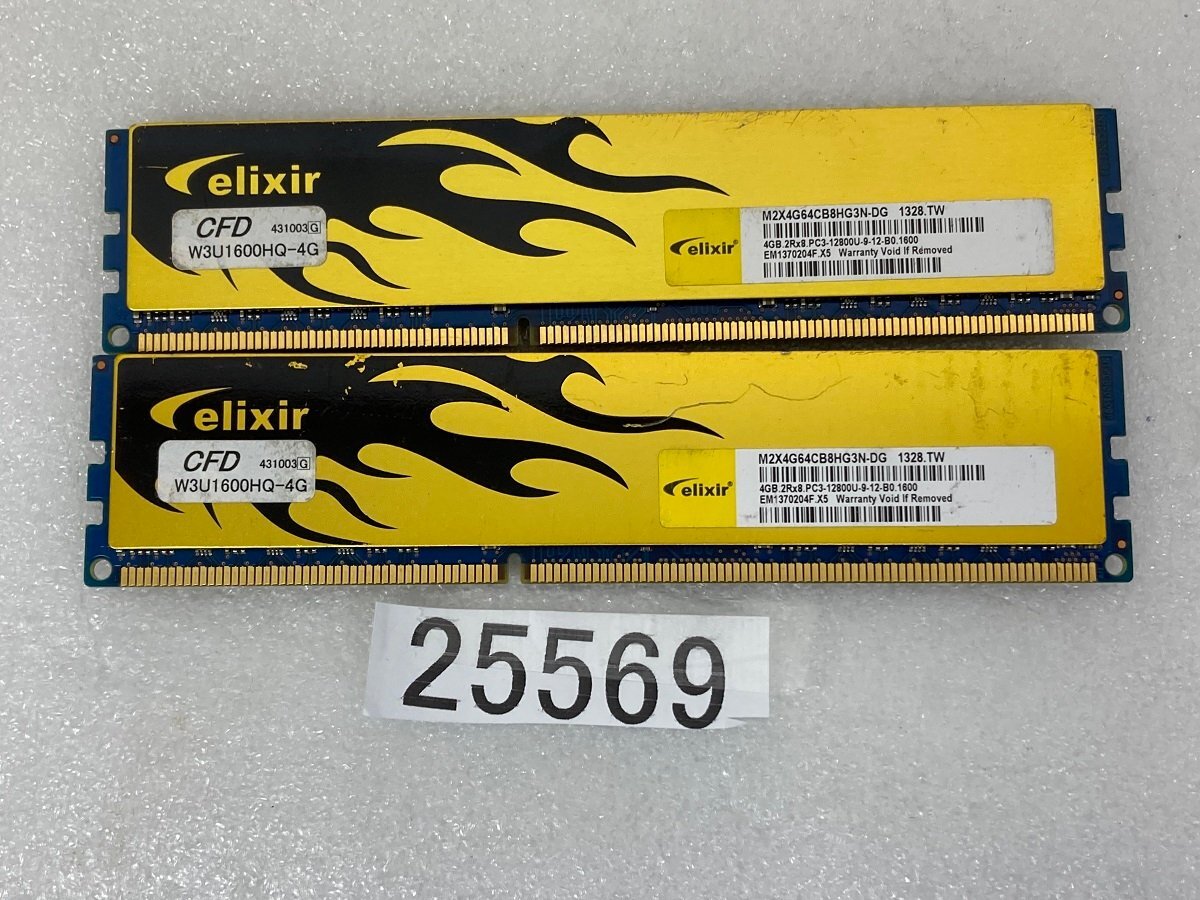 elixir
CFD 431003G
W3U1600HQ-4G
elixir®
M2X4G64CB8HG3N-DG 1328.TW
4GB.2Rx8.PC3-12800U-9-12-B0.1600
EM1370204F.X5 Warranty Void If Removed
elixir
CFD 431003G
W3U1600HQ-4G
elixir®
M2X4G64CB8HG3N-DG 1328.TW
4GB.2Rx8.PC3-12800U-9-12-B0.1600
EM1370204F.X5 Warranty Void If Removed
25569